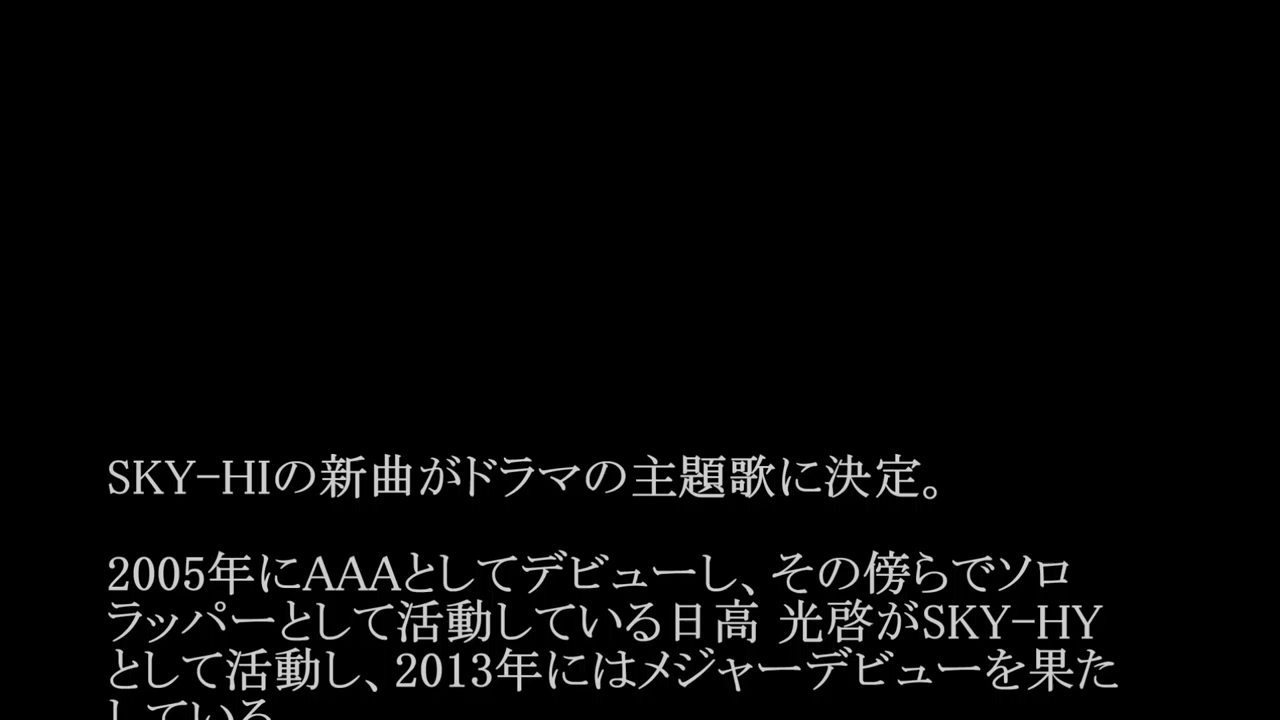 SKY-HIの新曲がドラマの主題歌に決定。
2005年にAAAとしてデビューし、その傍らでソロ
ラッパーとして活動している日高 光啓がSKY-HY
として活動し、2013年にはメジャーデビューを果た
している